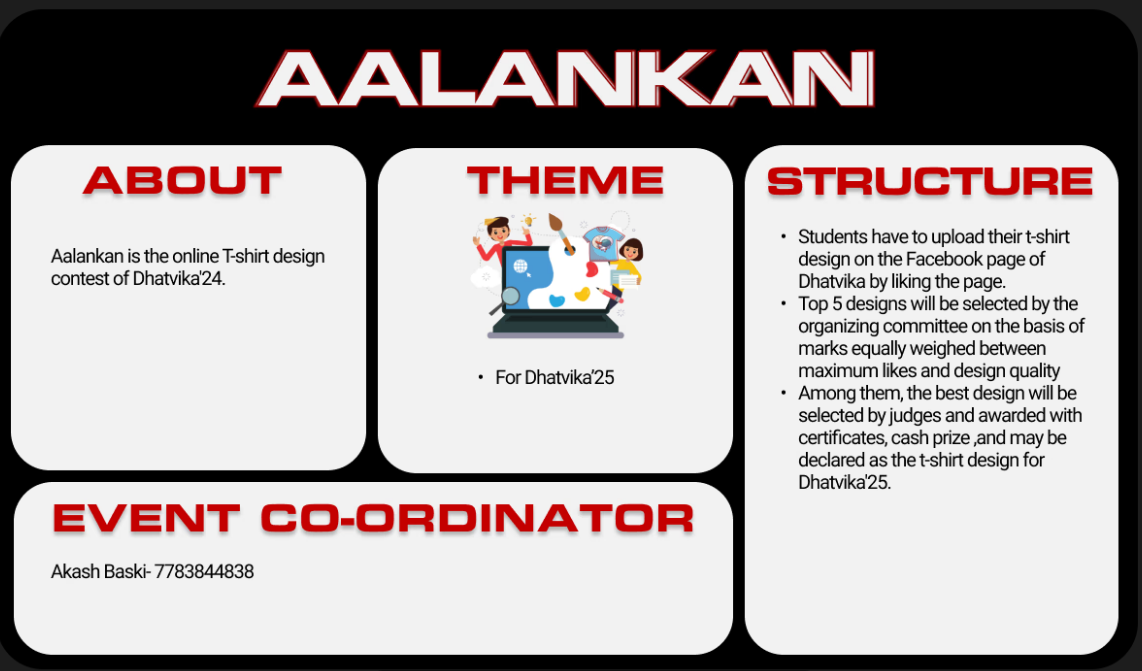 AALANKAN
ABOUT
Aalankan is the online T-shirt design
contest of Dhatvika'24.
THEME
• For Dhatvika'25
STRUCTURE
• Students have to upload their t-shirt
design on the Facebook page of
Dhatvika by liking the page.
• Top 5 designs will be selected by the
organizing committee on the basis of
marks equally weighed between
maximum likes and design quality
• Among them, the best design will be
selected by judges and awarded with
certificates, cash prize ,and may be
declared as the t-shirt design for
Dhatvika'25.
EVENT CO-ORDINATOR
Akash Baski- 7783844838